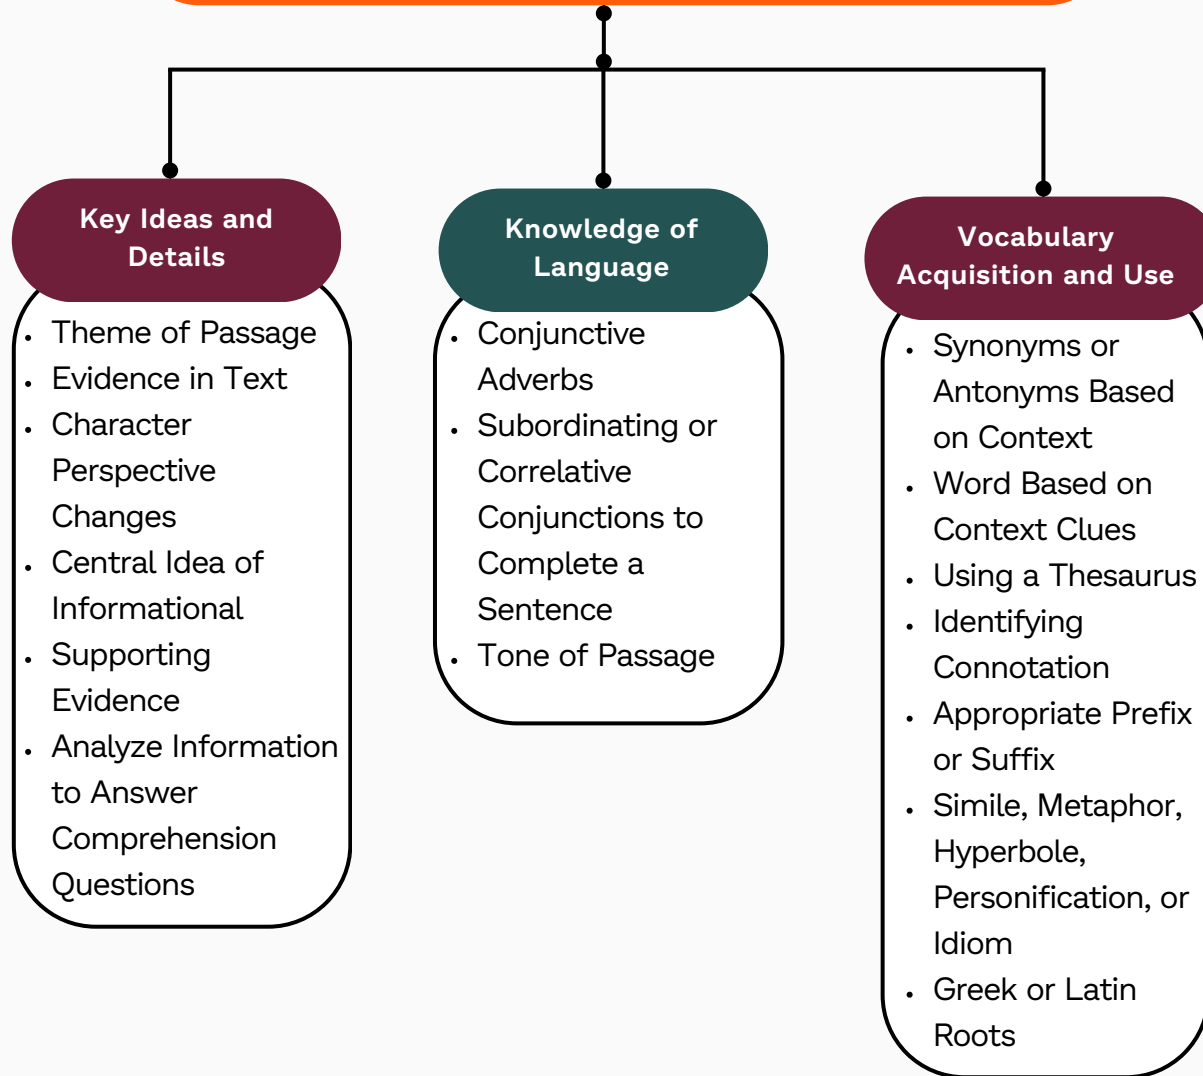 Key Ideas and
Details
• Theme of Passage
• Evidence in Text
• Character
Perspective
Changes
• Central Idea of
Informational
• Supporting
Evidence
• Analyze Information
to Answer
Comprehension
Questions
Knowledge of
Language
• Conjunctive
Adverbs
• Subordinating or
Correlative
Conjunctions to
Complete a
Sentence
• Tone of Passage
Vocabulary
Acquisition and Use
• Synonyms or
Antonyms Based
on Context
• Word Based on
Context Clues
• Using a Thesaurus
• Identifying
Connotation
• Appropriate Prefix
or Suffix
• Simile, Metaphor,
Hyperbole,
Personification, or
Idiom
• Greek or Latin
Roots